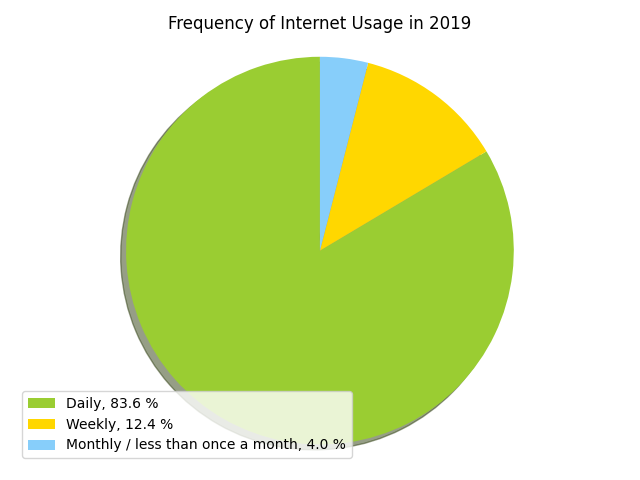 Frequency of Internet Usage in 2019
Daily, 83.6 %
Weekly, 12.4 %
Monthly / less than once a month, 4.0 %